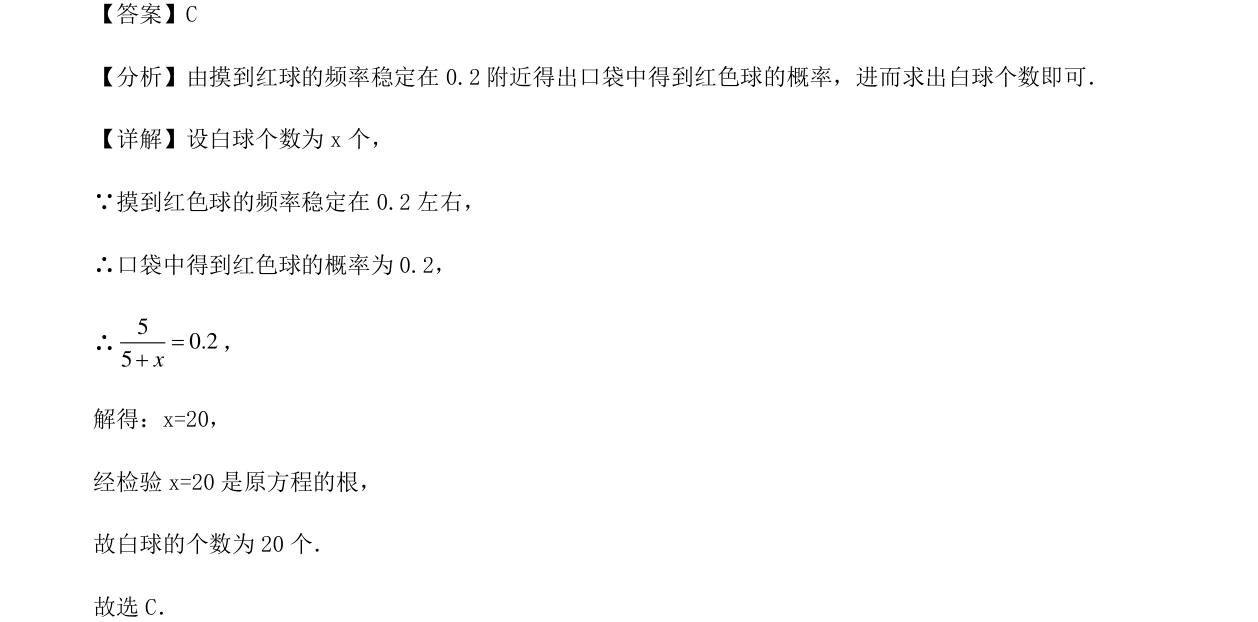 【答案】C
【分析】由摸到红球的频率稳定在 0.2 附近得出口袋中得到红色球的概率，进而求出白球个数即可．
【详解】设白球个数为 x 个，
∵摸到红色球的频率稳定在 0.2 左右，
∴口袋中得到红色球的概率为 0.2，
∴ \frac{5}{5+x} = 0.2，
解得：x=20，
经检验 x=20 是原方程的根，
故白球的个数为 20 个．
故选 C．